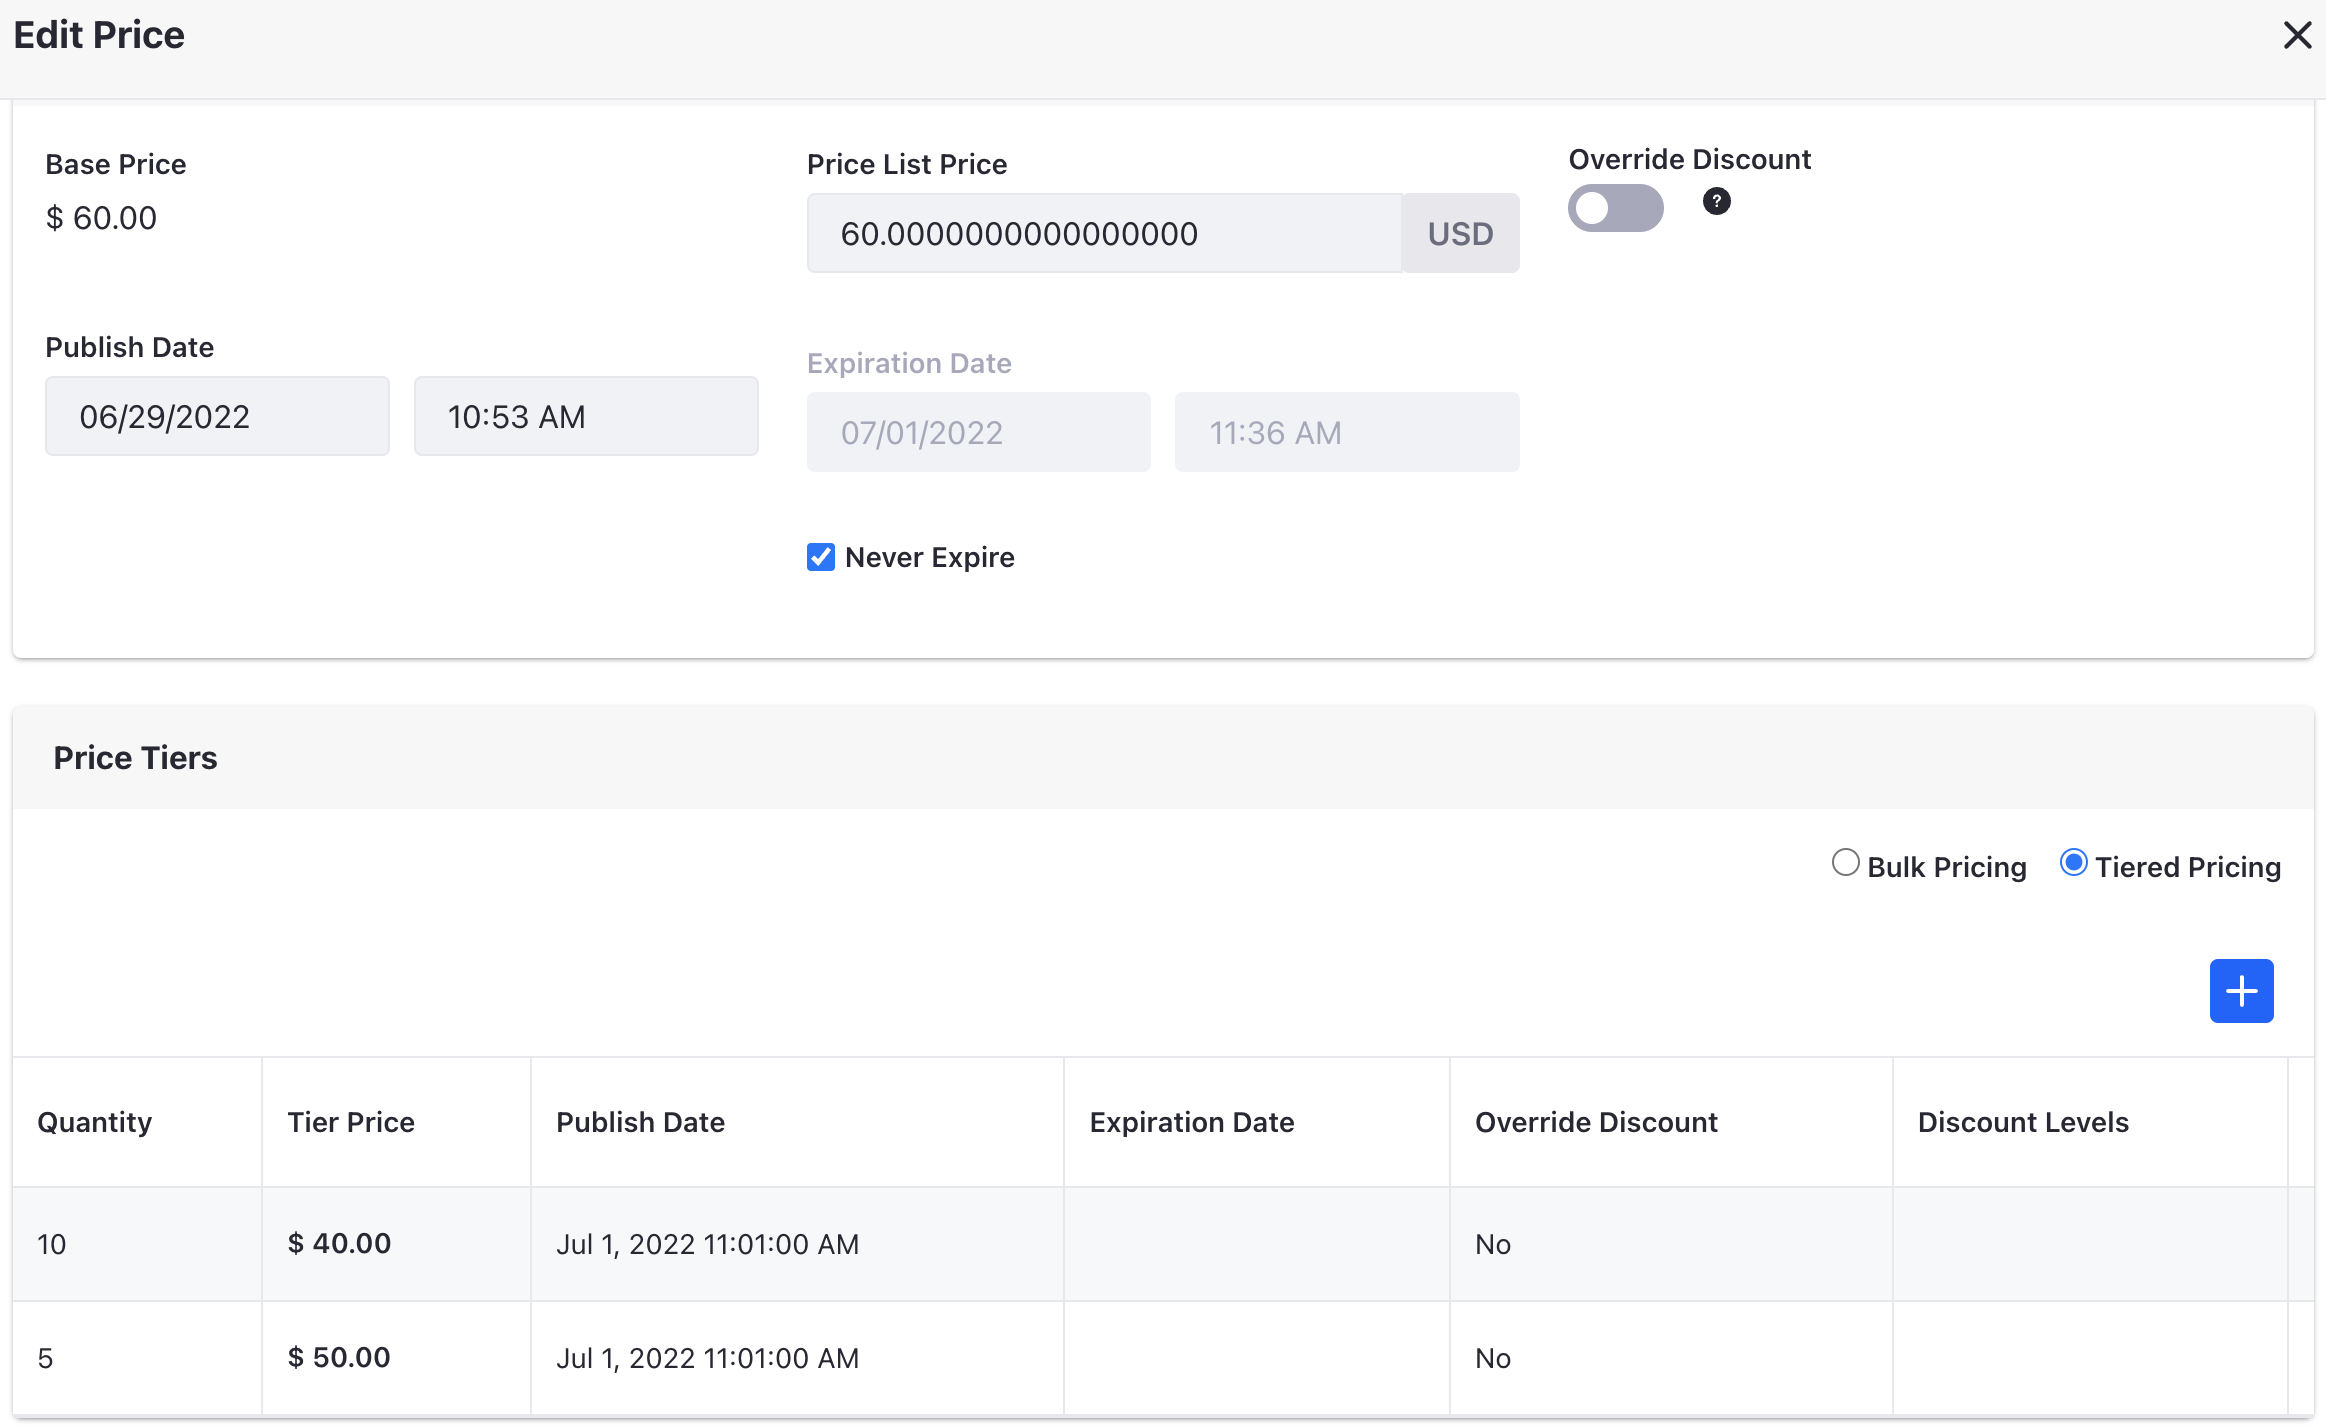 Edit Price
Base Price
$ 60.00
Price List Price
60.0000000000000000 USD
Override Discount
?
Publish Date
06/29/2022 10:53 AM
Expiration Date
07/01/2022 11:36 AM
Never Expire
Price Tiers
Bulk Pricing Tiered Pricing
Quantity Tier Price Publish Date Expiration Date Override Discount Discount Levels
10 $ 40.00 Jul 1, 2022 11:01:00 AM No
5 $ 50.00 Jul 1, 2022 11:01:00 AM No